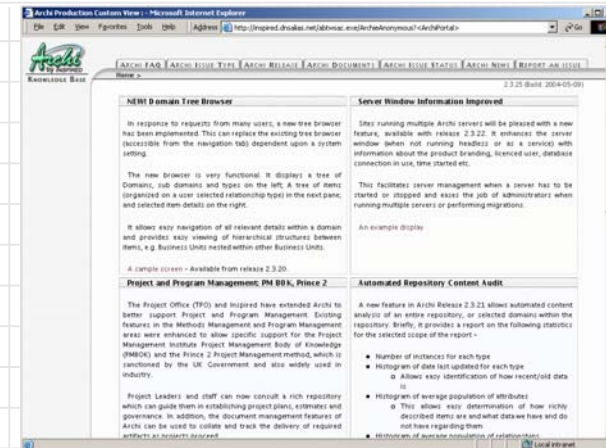 Archi Production Custom View : - Microsoft Internet Explorer
File Edit View Favorites Tools Help Address http://inspired.dnsalias.net/abtwsac.exe/ArchieAnonymous?<ArchiPortal> Go
Archi
by INSPIRED
KNOWLEDGE BASE
ARCHI FAQ ARCHI ISSUE TYPE ARCHI RELEASE ARCHI DOCUMENTS ARCHI ISSUE STATUS ARCHI NEWS REPORT AN ISSUE
Home >
2.3.25 (Build: 2004-05-09)
NEW! Domain Tree Browser
In response to requests from many users, a new tree browser
has been implemented. This can replace the existing tree browser
(accessible from the navigation tab) dependent upon a system
setting.
The new browser is very functional. It displays a tree of
Domains, sub domains and types on the left; A tree of items
(organized on a user selected relationship type) in the next pane;
and selected item details on the right.
It allows easy navigation of all relevant details within a domain
and provides easy viewing of hierarchical structures between
items, e.g. Business Units nested within other Business Units.
A sample screen - Available from release 2.3.20.
Server Window Information Improved
Sites running multiple Archi servers will be pleased with a new
feature, available with release 2.3.22. It enhances the server
window (when not running headless or as a service) with
information about the product branding, licenced user, database
connection in use, time started etc.
This facilitates server management when a server has to be
started or stopped and eases the job of administrators when
running multiple servers or performing migrations.
An example display
Project and Program Management; PM BOK, Prince 2
The Project Office (TPO) and Inspired have extended Archi to
better support Project and Program Management. Existing
features in the Methods Management and Program Management
areas were enhanced to allow specific support for the Project
Management Institute Project Management Body of Knowledge
(PMBOK) and the Prince 2 Project Management method, which is
sanctioned by the UK Government and also widely used in
industry.
Project Leaders and staff can now consult a rich repository
which can guide them in establishing project plans, estimates and
governance. In addition, the document management features of
Archi can be used to collate and track the delivery of required
artifacts as projects proceed.
Automated Repository Content Audit
A new feature in Archi Release 2.3.21 allows automated content
analysis of an entire repository, or selected domains within the
repository. Briefly, it provides a report on the following statistics
for the selected scope of the report -
Number of instances for each type
Histogram of date last updated for each type
Allows easy identification of how recent/old data
is
Histogram of average population of attributes
This allows easy determination of how richly
described items are and what data we have and do
not have regarding them
Histogram of average population of relationships
Local intranet